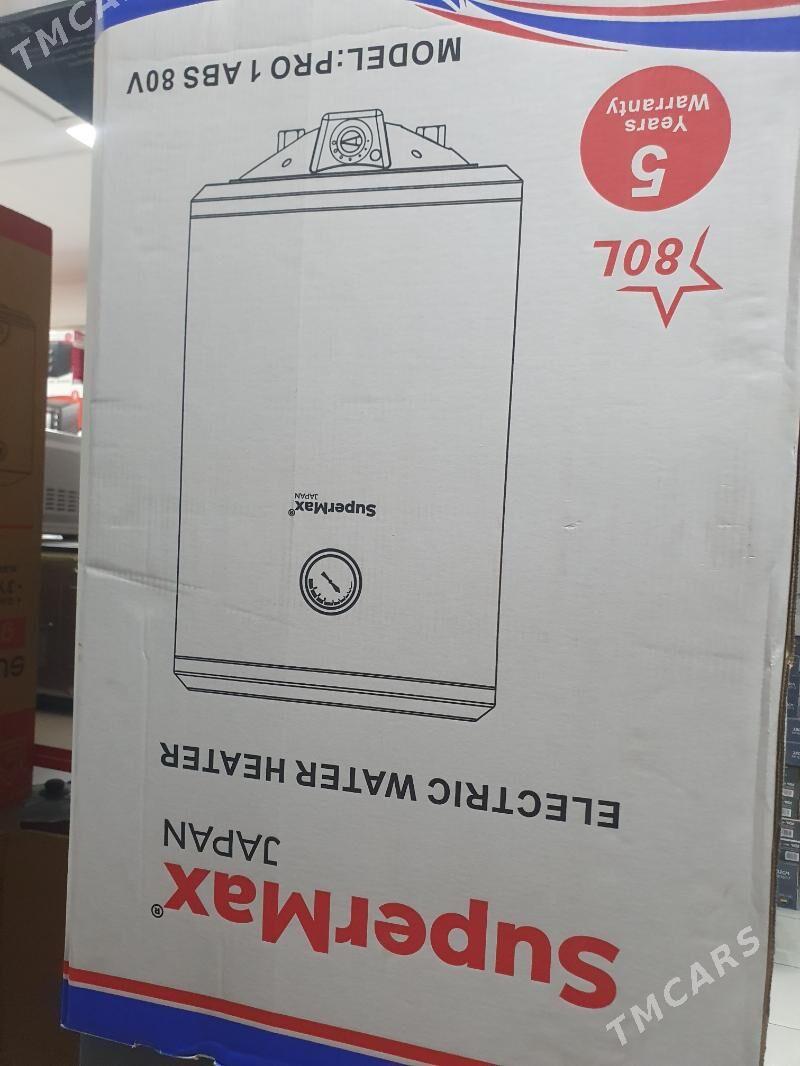 SuperMax®
JAPAN
ELECTRIC WATER HEATER
SuperMax®
JAPAN
80L
5
Years
Warranty
MODEL:PRO 1 ABS 80V
TMCARS
TMCARS